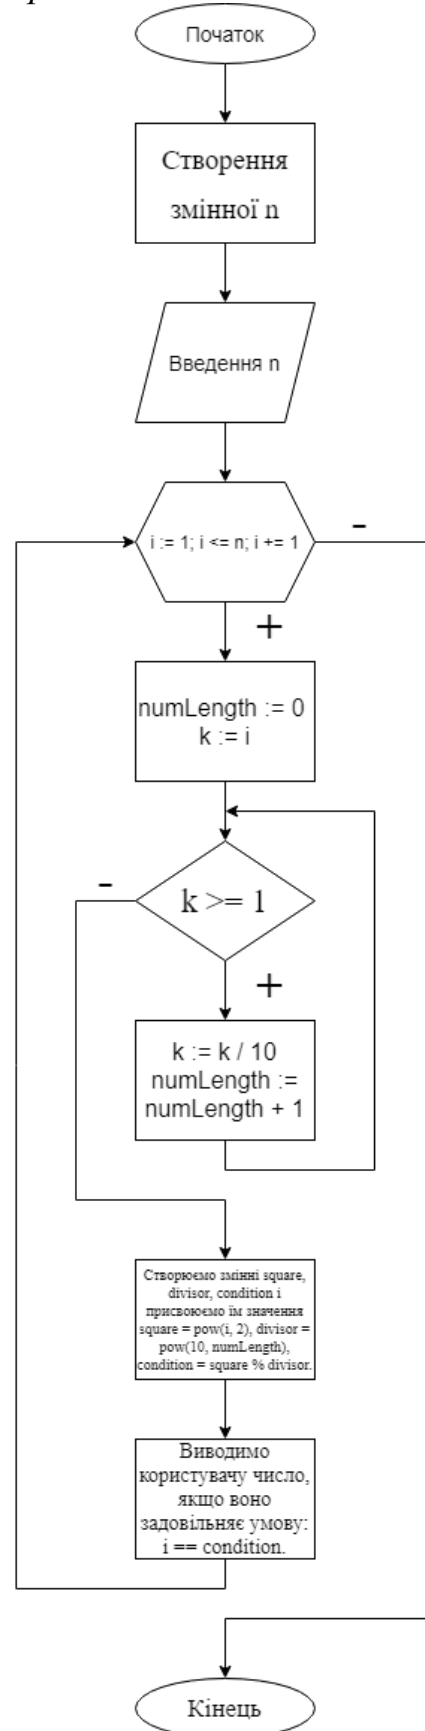 Початок
Створення
змінної n
Введення n
i := 1; i <= n; i += 1
-
+
numLength := 0
k := i
-
k >= 1
+
k := k / 10
numLength :=
numLength + 1
Створюємо змінні square,
divisor, condition і
присвоюємо їм значення
square = pow(i, 2), divisor =
pow(10, numLength),
condition = square % divisor.
Виводимо
користувачу число,
якщо воно
задовільняє умову:
i == condition.
Кінець